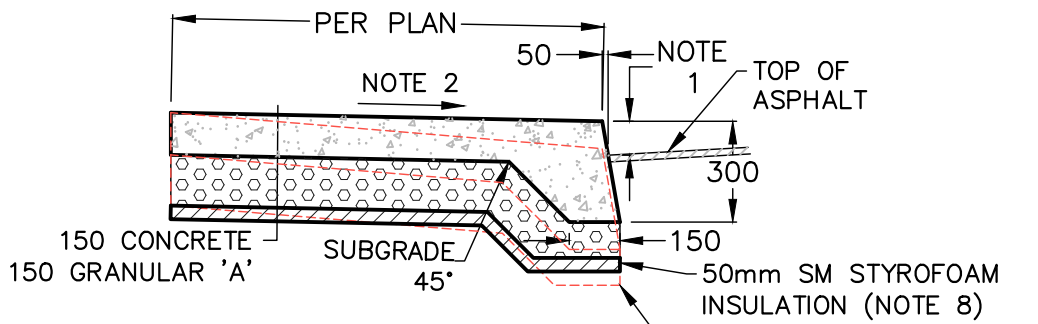 PER PLAN
50
NOTE
1
NOTE 2
TOP OF
ASPHALT
300
150 CONCRETE
150 GRANULAR 'A'
SUBGRADE
45°
150
50mm SM STYROFOAM
INSULATION (NOTE 8)